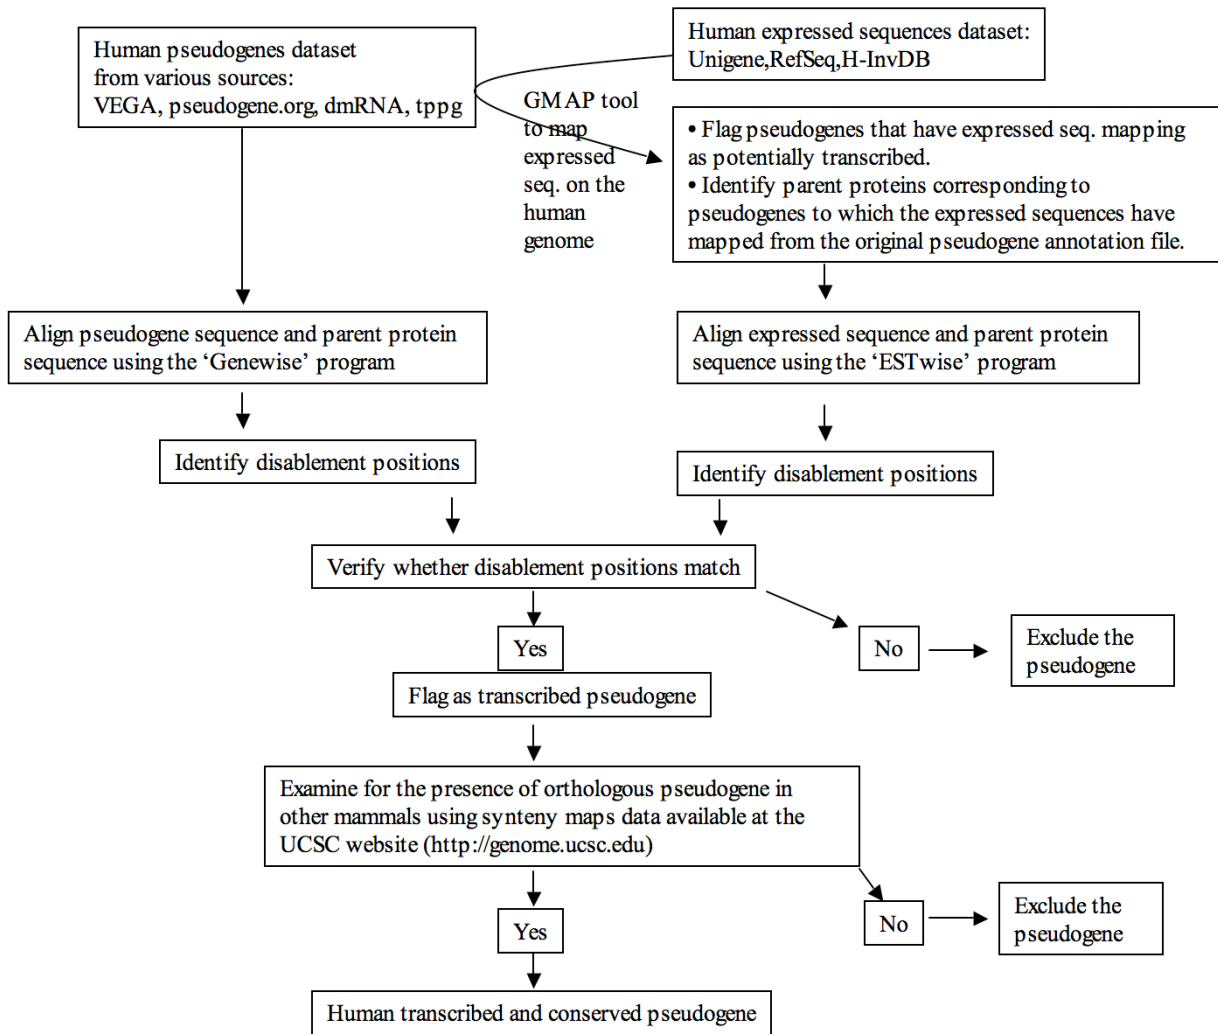 Human pseudogenes dataset
from various sources:
VEGA, pseudogene.org, dmRNA, tppg
Human expressed sequences dataset:
Unigene,RefSeq,H-InvDB
GMAP tool
to map
expressed
seq. on the
human
genome
• Flag pseudogenes that have expressed seq. mapping
as potentially transcribed.
• Identify parent proteins corresponding to
pseudogenes to which the expressed sequences have
mapped from the original pseudogene annotation file.
Align pseudogene sequence and parent protein
sequence using the ‘Genewise’ program
Align expressed sequence and parent protein
sequence using the ‘ESTwise’ program
Identify disablement positions
Identify disablement positions
Verify whether disablement positions match
Yes
No
Exclude the
pseudogene
Flag as transcribed pseudogene
Examine for the presence of orthologous pseudogene in
other mammals using synteny maps data available at the
UCSC website (http://genome.ucsc.edu)
Yes
No
Exclude the
pseudogene
Human transcribed and conserved pseudogene